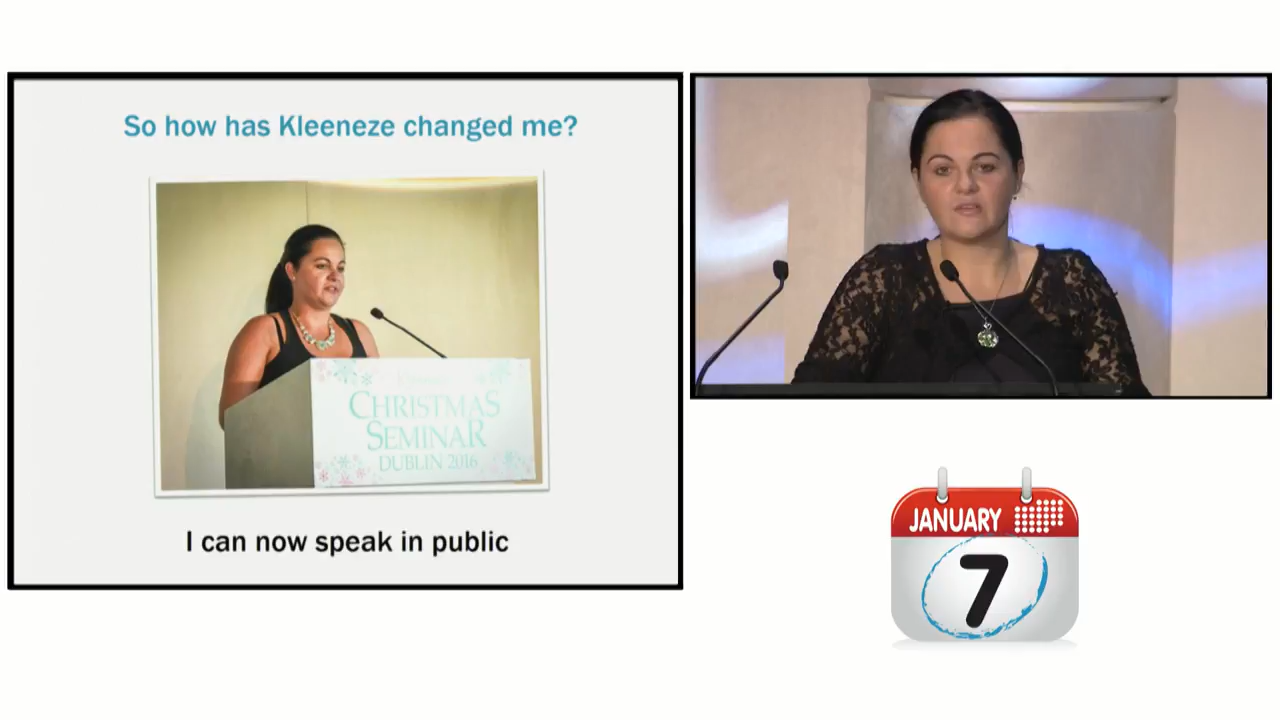 So how has Kleeneze changed me?
CHRISTMAS
SEMINAR
DUBLIN 2016
I can now speak in public
JANUARY
7